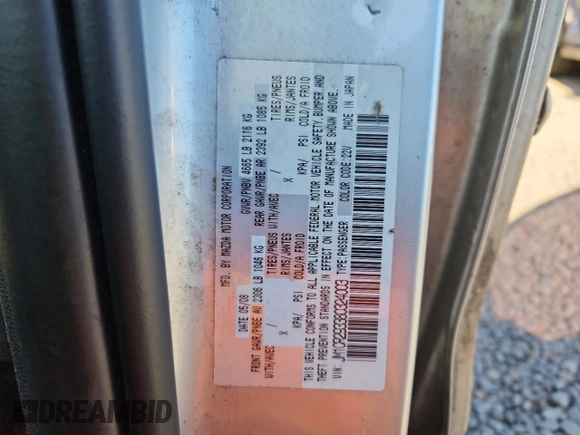 MFD. BY MAZDA MOTOR CORPORATION
DATE 05/08 GVWR/PNBV 4665 LB 2116 KG
FRONT GAWR/PNBE AV 2306 LB 1046 KG REAR GAWR/PNBE AR 2392 LB 1085 KG
WITH/AVEC / TIRES/PNEUS WITH/AVEC / TIRES/PNEUS
X RIMS/JANTES X RIMS/JANTES
KPA/ PSI COLD/A FROID KPA/ PSI COLD/A FROID
THIS VEHICLE CONFORMS TO ALL APPLICABLE FEDERAL MOTOR VEHICLE SAFETY, BUMPER, AND
THEFT PREVENTION STANDARDS IN EFFECT ON THE DATE OF MANUFACTURE SHOWN ABOVE.
VIN: JM1CR293380324003 TYPE:PASSENGER COLOR CODE:22V .MADE IN JAPAN
DREAMBID